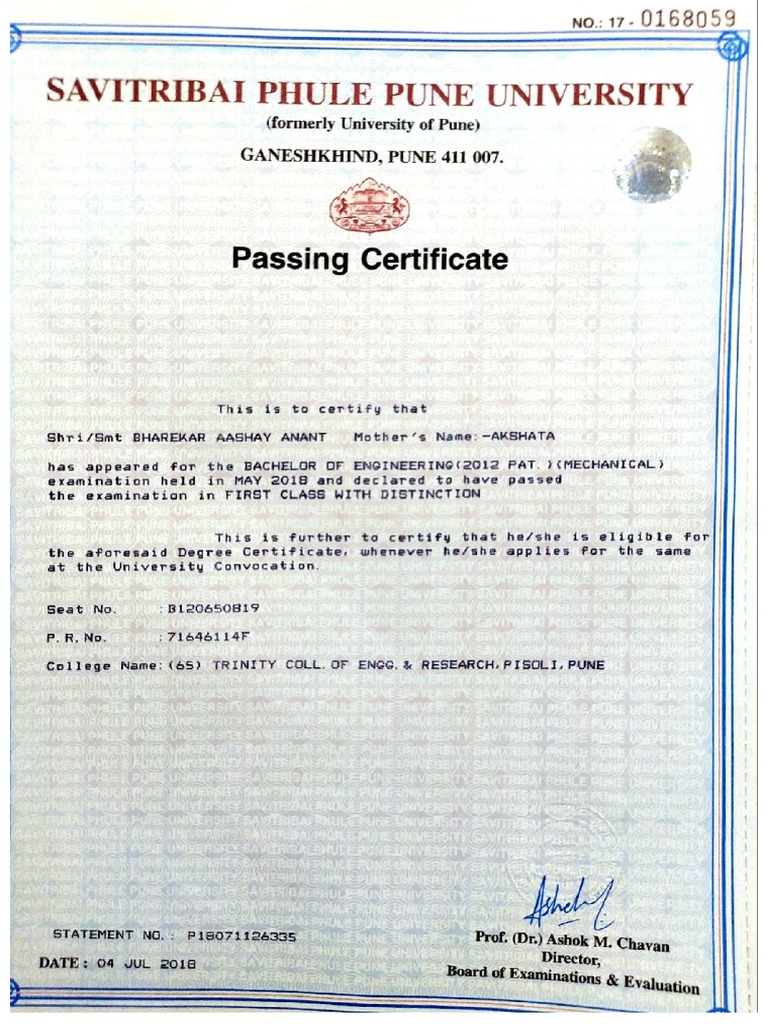 NO.: 17 - 0168059
SAVITRIBAI PHULE PUNE UNIVERSITY
(formerly University of Pune)
GANESHKHIND, PUNE 411 007.
Passing Certificate
This is to certify that
Shri/Smt BHAREKAR AASHAY ANANT Mother's Name:-AKSHATA
has appeared for the BACHELOR OF ENGINEERING(2012 PAT.)(MECHANICAL)
examination held in MAY 2018 and declared to have passed
the examination in FIRST CLASS WITH DISTINCTION
This is further to certify that he/she is eligible for
the aforesaid Degree Certificate, whenever he/she applies for the same
at the University Convocation.
Seat No. :B120650819
P.R.No. :71646114F
College Name:(65) TRINITY COLL.OF ENGG.& RESEARCH,PISOLI,PUNE
STATEMENT NO.: P18071126335
DATE: 04 JUL 2018
Prof. (Dr.) Ashok M. Chavan
Director,
Board of Examinations & Evaluation